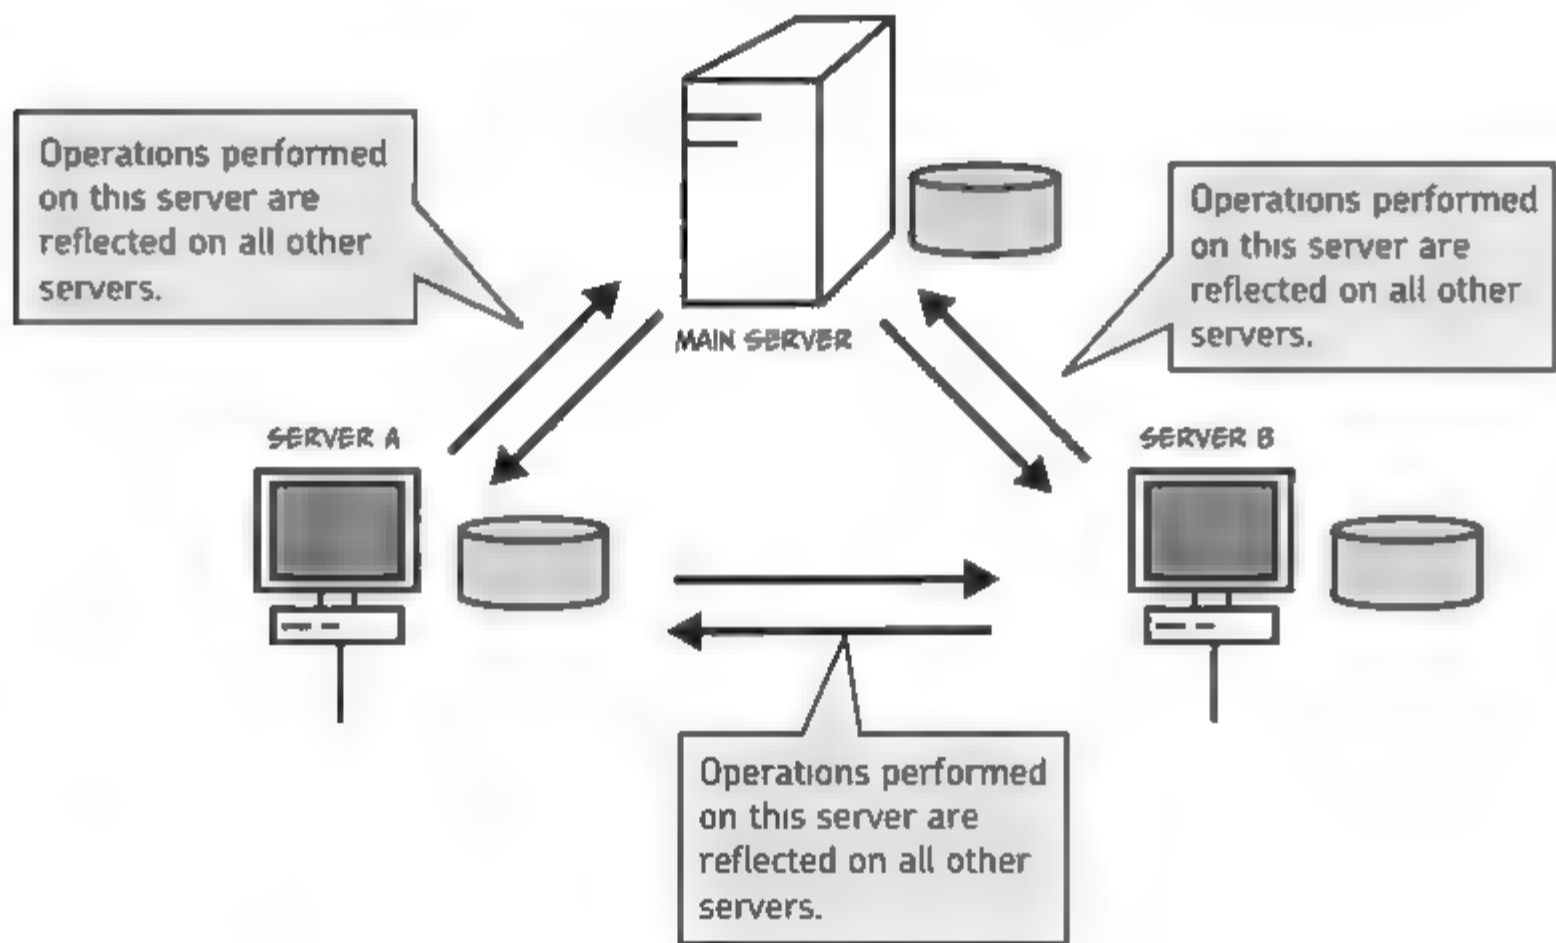 Operations performed
on this server are
reflected on all other
servers.
MAIN SERVER
Operations performed
on this server are
reflected on all other
servers.
SERVER A
SERVER B
Operations performed
on this server are
reflected on all other
servers.